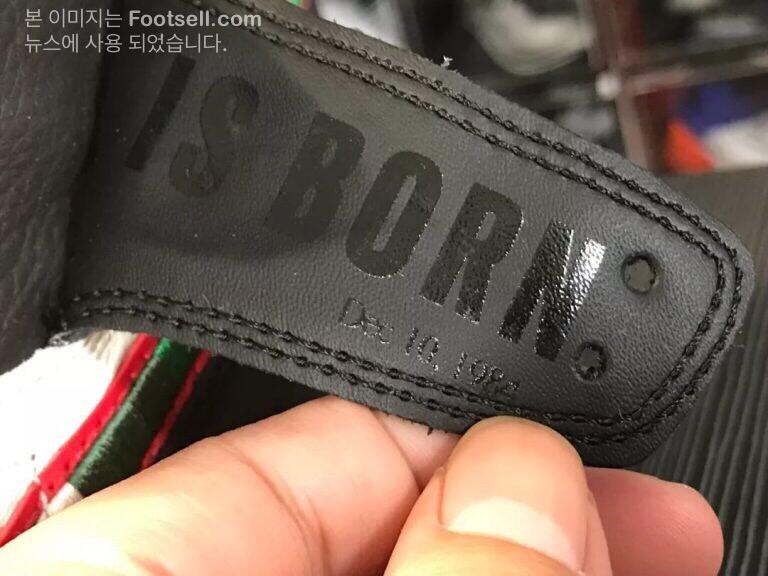 본 이미지는 Footsell.com
뉴스에 사용 되었습니다.
IS BORN.
Dec 10, 1984